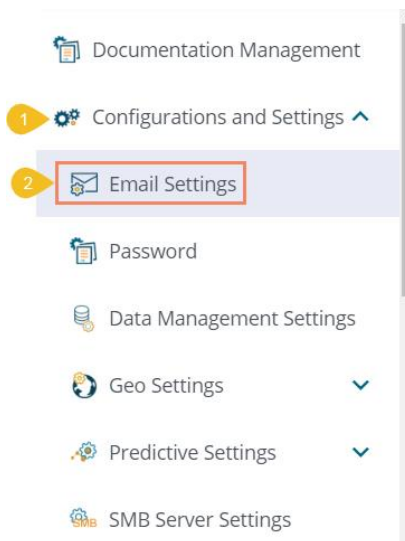 Documentation Management
1 Configurations and Settings
2 Email Settings
Password
Data Management Settings
Geo Settings
Predictive Settings
SMB SMB Server Settings